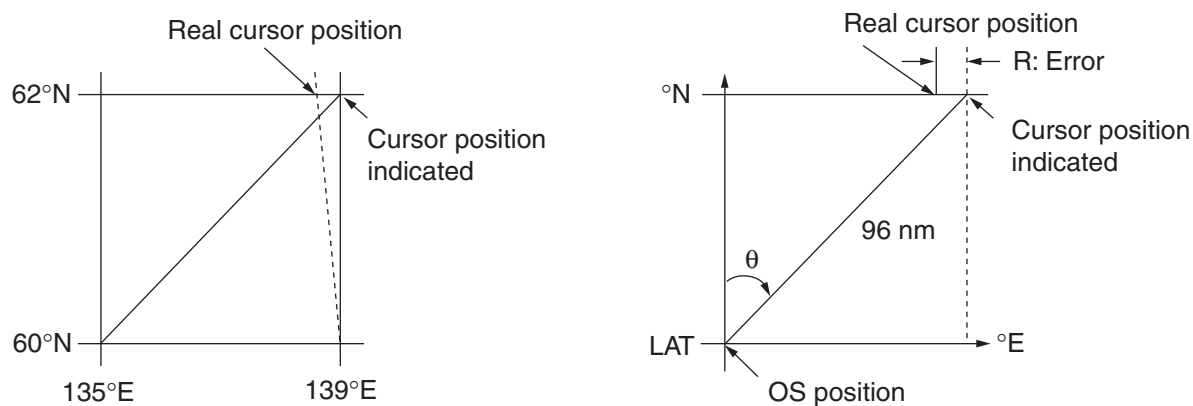 Real cursor position
62°N
Cursor position
indicated
60°N
135°E
139°E
Real cursor position
R: Error
°N
Cursor position
indicated
96 nm
θ
LAT
°E
OS position